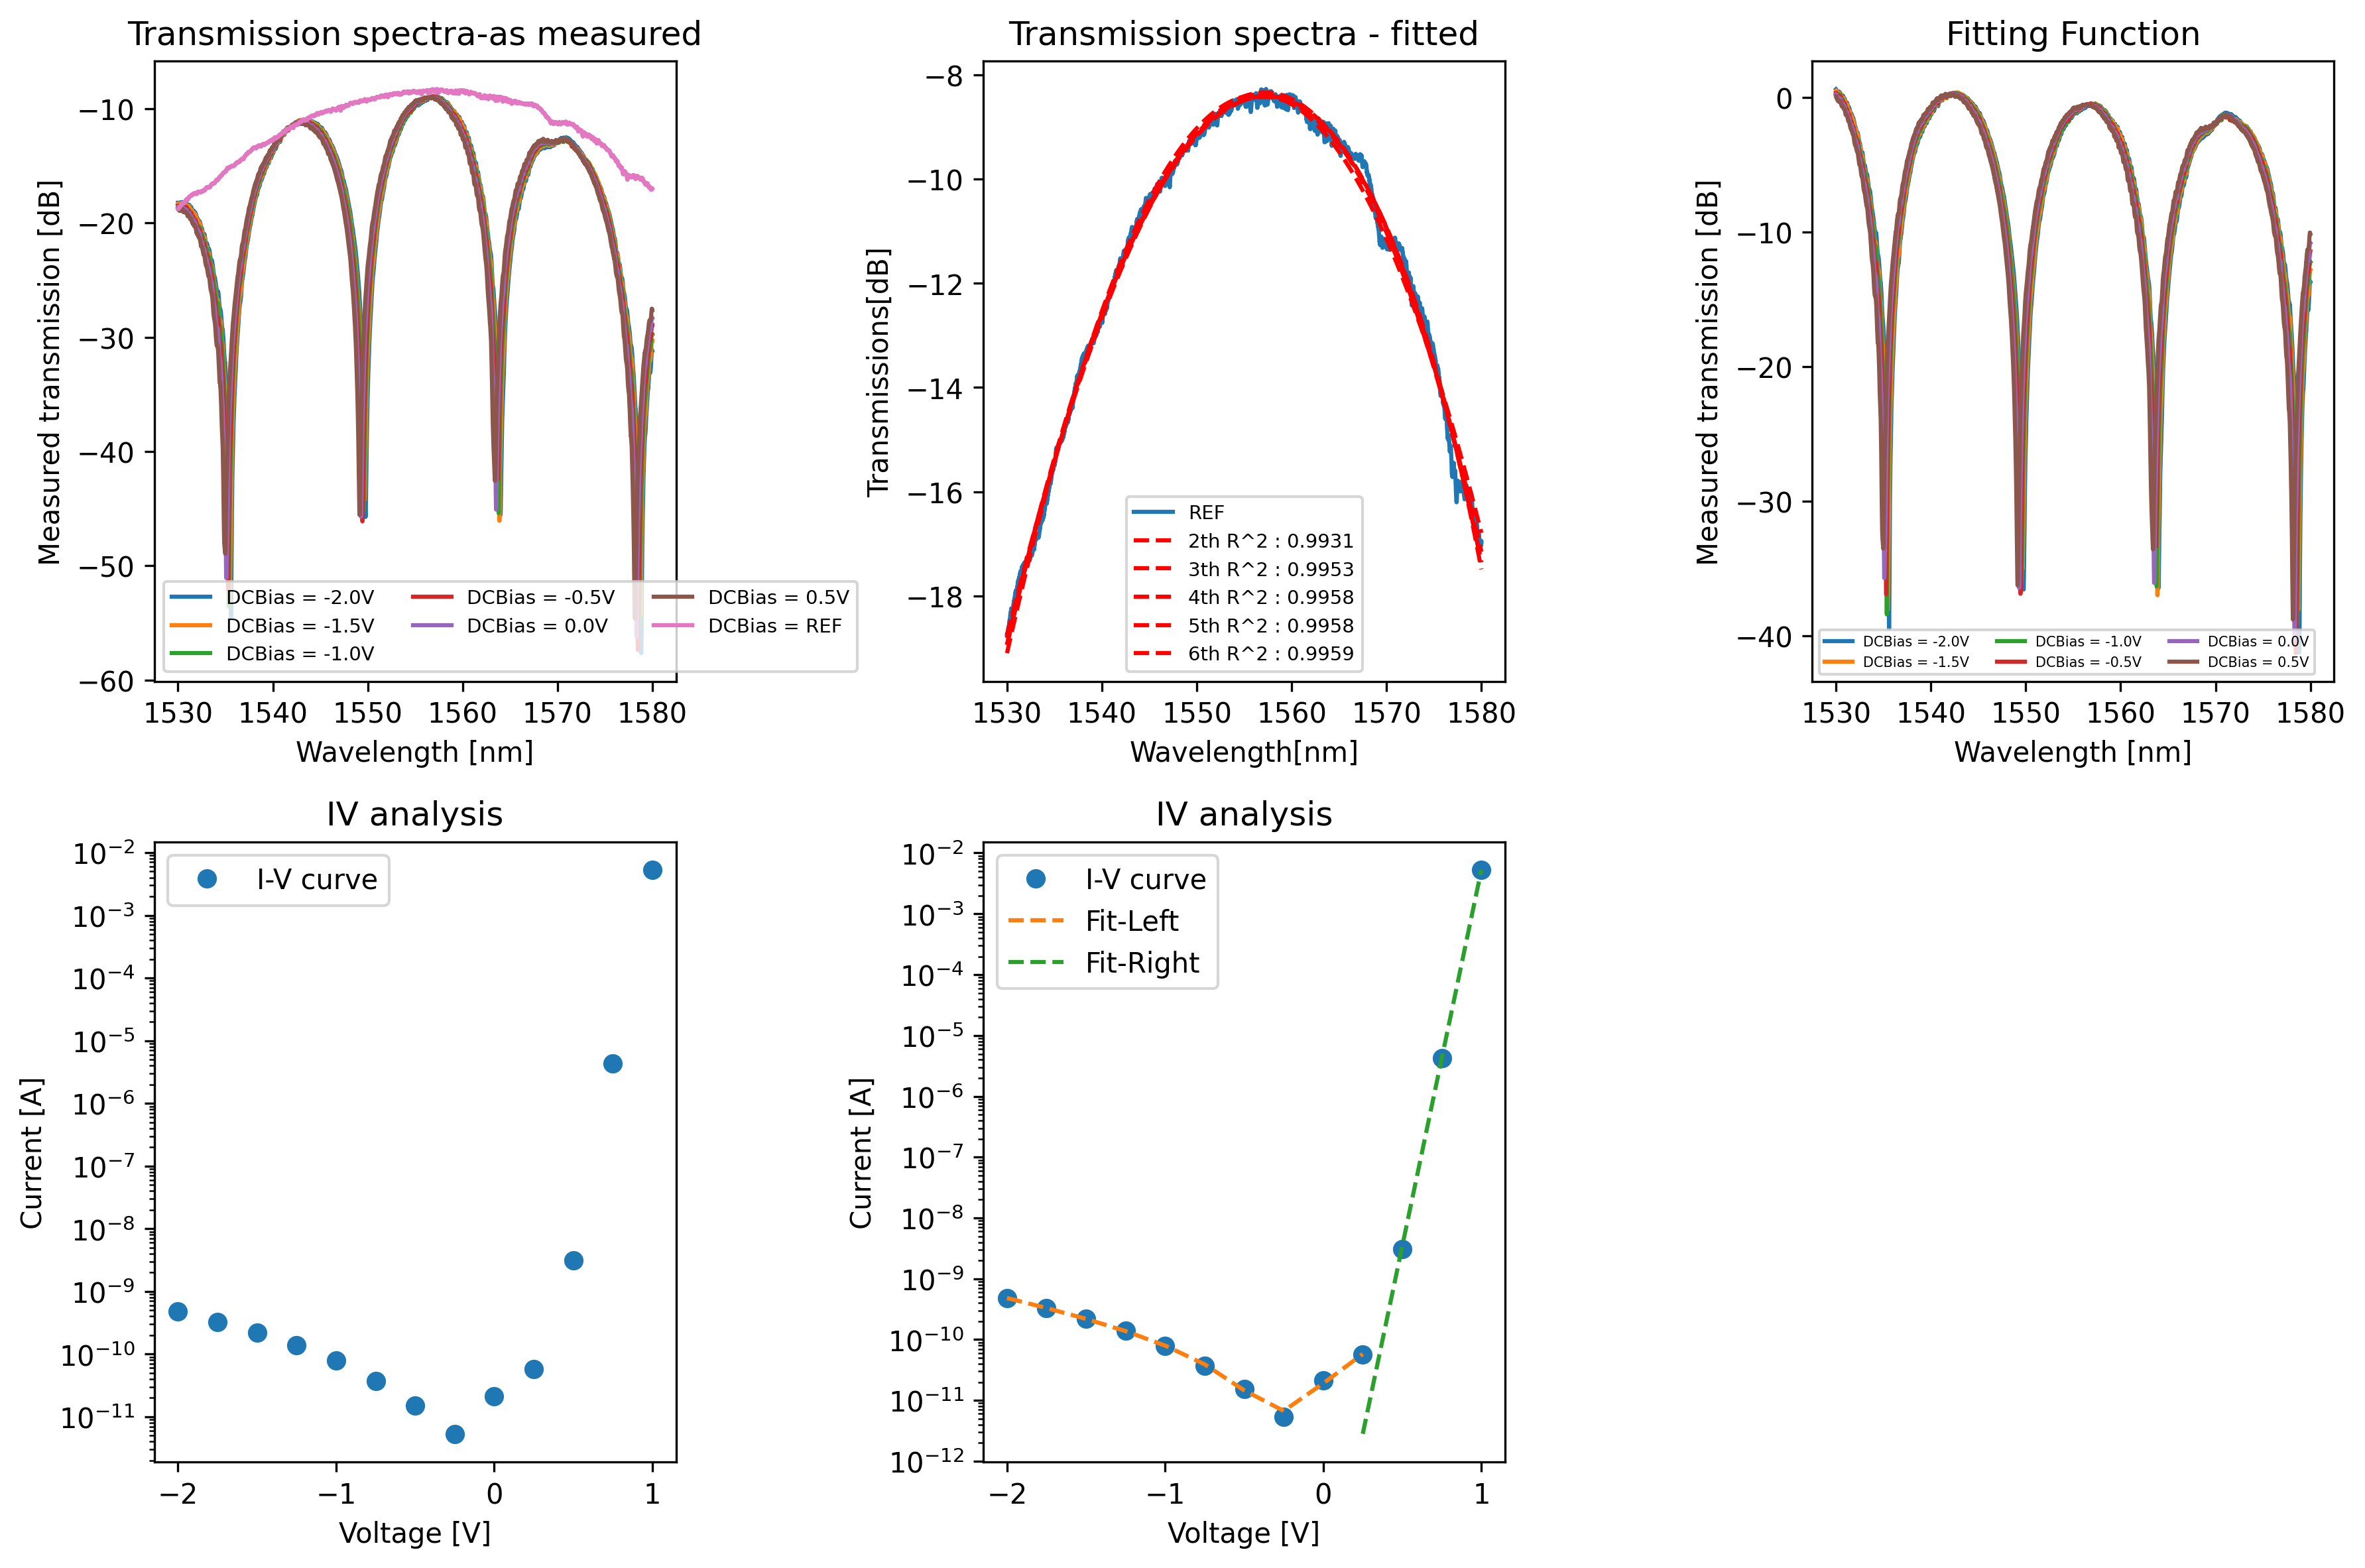 Transmission spectra-as measured
Measured transmission [dB]
−10
−20
−30
−40
−50
−60
DCBias = -2.0V
DCBias = -1.5V
DCBias = -1.0V
DCBias = -0.5V
DCBias = 0.0V
DCBias = 0.5V
DCBias = REF
1530 1540 1550 1560 1570 1580
Wavelength [nm]
Transmission spectra - fitted
Transmissions[dB]
−8
−10
−12
−14
−16
−18
REF
2th R^2 : 0.9931
3th R^2 : 0.9953
4th R^2 : 0.9958
5th R^2 : 0.9958
6th R^2 : 0.9959
1530 1540 1550 1560 1570 1580
Wavelength[nm]
Fitting Function
Measured transmission [dB]
0
−10
−20
−30
−40
DCBias = -2.0V
DCBias = -1.5V
DCBias = -1.0V
DCBias = -0.5V
DCBias = 0.0V
DCBias = 0.5V
1530 1540 1550 1560 1570 1580
Wavelength [nm]
IV analysis
Current [A]
10⁻²
10⁻³
10⁻⁴
10⁻⁵
10⁻⁶
10⁻⁷
10⁻⁸
10⁻⁹
10⁻¹⁰
10⁻¹¹
I-V curve
−2 −1 0 1
Voltage [V]
IV analysis
Current [A]
10⁻²
10⁻³
10⁻⁴
10⁻⁵
10⁻⁶
10⁻⁷
10⁻⁸
10⁻⁹
10⁻¹⁰
10⁻¹¹
10⁻¹²
I-V curve
Fit-Left
Fit-Right
−2 −1 0 1
Voltage [V]